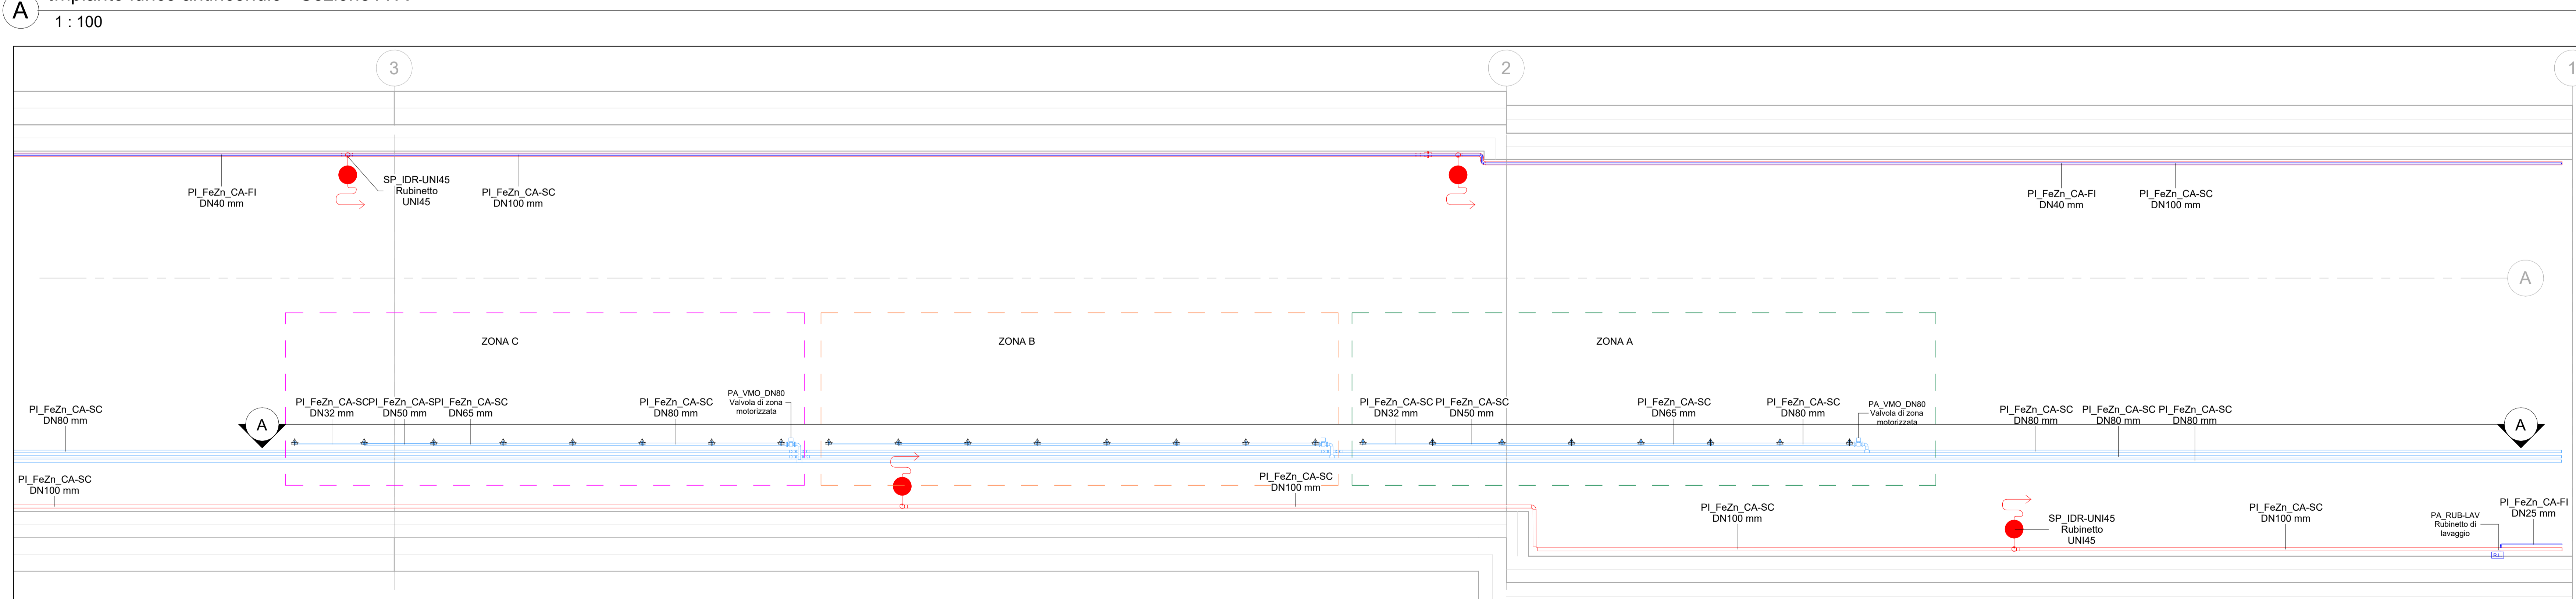 A
1 : 100
3
2
1
PI_FeZn_CA-FI
DN40 mm
SP_IDR-UNI45
Rubinetto
UNI45
PI_FeZn_CA-SC
DN100 mm
PI_FeZn_CA-FI
DN40 mm
PI_FeZn_CA-SC
DN100 mm
A
ZONA C
ZONA B
ZONA A
PI_FeZn_CA-SC
DN80 mm
A
PI_FeZn_CA-SC
DN32 mm
PI_FeZn_CA-S
DN50 mm
PI_FeZn_CA-SC
DN65 mm
PI_FeZn_CA-SC
DN80 mm
PA_VMO_DN80
Valvola di zona
motorizzata
PI_FeZn_CA-SC
DN32 mm
PI_FeZn_CA-SC
DN50 mm
PI_FeZn_CA-SC
DN65 mm
PI_FeZn_CA-SC
DN80 mm
PA_VMO_DN80
Valvola di zona
motorizzata
PI_FeZn_CA-SC
DN80 mm
PI_FeZn_CA-SC
DN80 mm
PI_FeZn_CA-SC
DN80 mm
A
PI_FeZn_CA-SC
DN100 mm
PI_FeZn_CA-SC
DN100 mm
PI_FeZn_CA-SC
DN100 mm
SP_IDR-UNI45
Rubinetto
UNI45
PI_FeZn_CA-SC
DN100 mm
PA_RUB-LAV
Rubinetto di
lavaggio
PI_FeZn_CA-FI
DN25 mm
R.L.